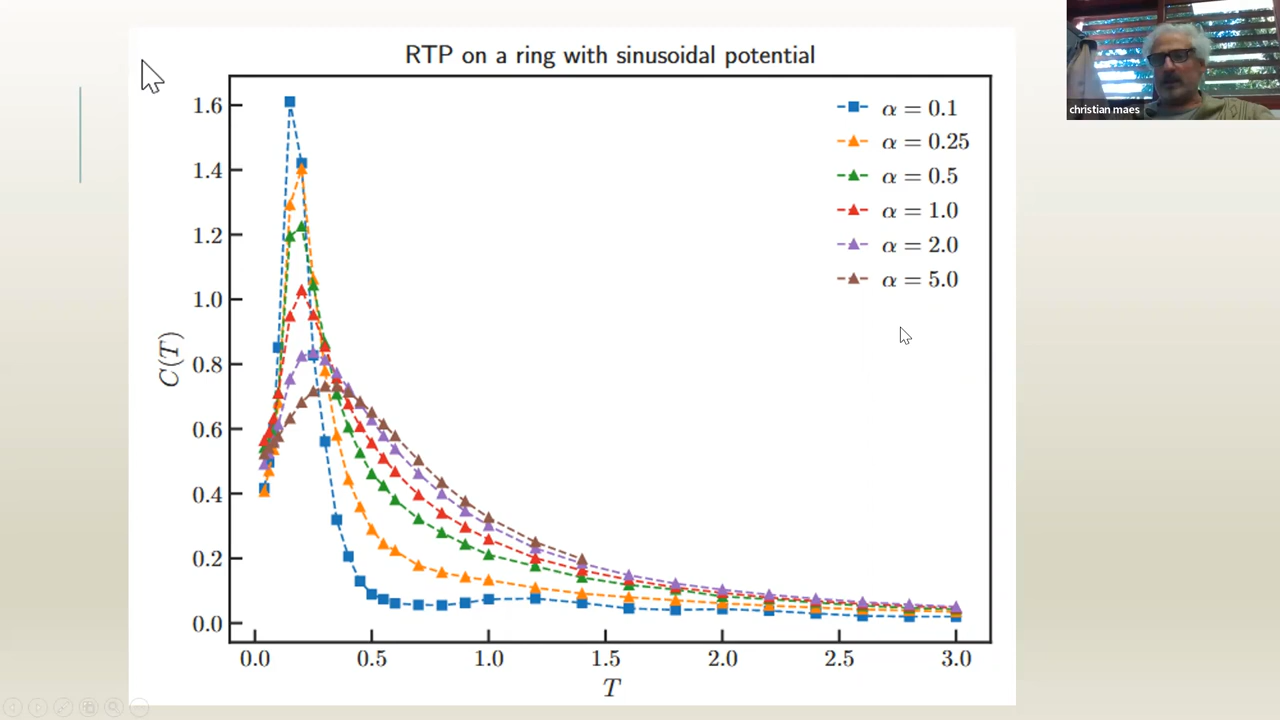 RTP on a ring with sinusoidal potential
christian maes
1.6
1.4
1.2
1.0
0.8
0.6
0.4
0.2
0.0
C(T)
α = 0.1
α = 0.25
α = 0.5
α = 1.0
α = 2.0
α = 5.0
0.0 0.5 1.0 1.5 2.0 2.5 3.0
T